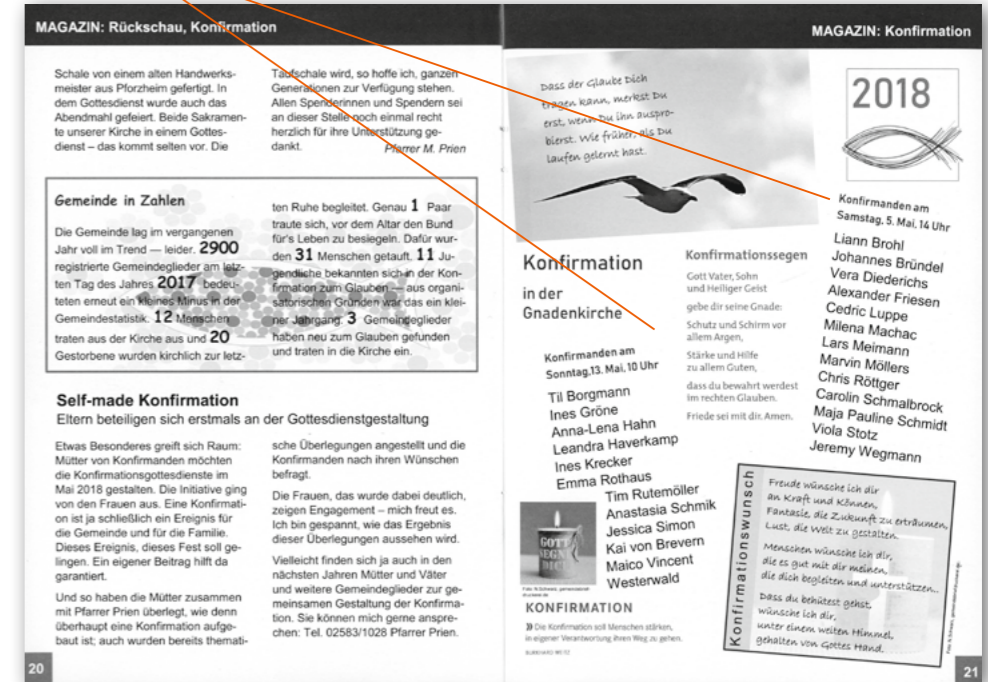 MAGAZIN: Rückschau, Konfirmation
Schale von einem alten Handwerks-
meister aus Pforzheim gefertigt. In
dem Gottesdienst wurde auch das
Abendmahl gefeiert. Beide Sakramen-
te unserer Kirche in einem Gottes-
dienst – das kommt selten vor. Die
Taufschale wird, so hoffe ich, ganzen
Generationen zur Verfügung stehen.
Allen Spenderinnen und Spendern sei
an dieser Stelle noch einmal recht
herzlich für ihre Unterstützung ge-
dankt. Pfarrer M. Prien
Gemeinde in Zahlen
Die Gemeinde lag im vergangenen
Jahr voll im Trend — leider. 2900
registrierte Gemeindeglieder am letz-
ten Tag des Jahres 2017 bedeu-
teten erneut ein kleines Minus in der
Gemeindestatistik. 12 Menschen
traten aus der Kirche aus und 20
Gestorbene wurden kirchlich zur letz-
ten Ruhe begleitet. Genau 1 Paar
traute sich, vor dem Altar den Bund
für's Leben zu besiegeln. Dafür wur-
den 31 Menschen getauft. 11 Ju-
gendliche bekannten sich in der Kon-
firmation zum Glauben — aus organi-
satorischen Gründen war das ein klei-
ner Jahrgang. 3 Gemeindeglieder
haben neu zum Glauben gefunden
und traten in die Kirche ein.
Self-made Konfirmation
Eltern beteiligen sich erstmals an der Gottesdienstgestaltung
Etwas Besonderes greift sich Raum:
Mütter von Konfirmanden möchten
die Konfirmationsgottesdienste im
Mai 2018 gestalten. Die Initiative ging
von den Frauen aus. Eine Konfirmati-
on ist ja schließlich ein Ereignis für
die Gemeinde und für die Familie.
Dieses Ereignis, dieses Fest soll ge-
lingen. Ein eigener Beitrag hilft da
garantiert.
Und so haben die Mütter zusammen
mit Pfarrer Prien überlegt, wie denn
überhaupt eine Konfirmation aufge-
baut ist; auch wurden bereits themati-
sche Überlegungen angestellt und die
Konfirmanden nach ihren Wünschen
befragt.
Die Frauen, das wurde dabei deutlich,
zeigen Engagement – mich freut es.
Ich bin gespannt, wie das Ergebnis
dieser Überlegungen aussehen wird.
Vielleicht finden sich ja auch in den
nächsten Jahren Mütter und Väter
und weitere Gemeindeglieder zur ge-
meinsamen Gestaltung der Konfirma-
tion. Sie können mich gerne anspre-
chen: Tel. 02583/1028 Pfarrer Prien.
20
MAGAZIN: Konfirmation
Dass der Glaube Dich
tragen kann, merkst Du
erst, wenn Du ihn auspro-
bierst. Wie früher, als Du
laufen gelernt hast.
2018
Konfirmation
in der
Gnadenkirche
Konfirmanden am
Sonntag,13. Mai, 10 Uhr
Til Borgmann
Ines Gröne
Anna-Lena Hahn
Leandra Haverkamp
Ines Krecker
Emma Rothaus
Tim Rutemöller
Anastasia Schmik
Jessica Simon
Kai von Brevern
Maico Vincent
Westerwald
GOTT
SEGNE
DICH
KONFIRMATION
» Die Konfirmation soll Menschen stärken,
in eigener Verantwortung ihren Weg zu gehen.
BURKHARD WEITZ
Konfirmationssegen
Gott Vater, Sohn
und Heiliger Geist
gebe dir seine Gnade:
Schutz und Schirm vor
allem Argen,
Stärke und Hilfe
zu allem Guten,
dass du bewahrt werdest
im rechten Glauben.
Friede sei mit dir. Amen.
Konfirmanden am
Samstag, 5. Mai, 14 Uhr
Liann Brohl
Johannes Bründel
Vera Diederichs
Alexander Friesen
Cedric Luppe
Milena Machac
Lars Meimann
Marvin Möllers
Chris Röttger
Carolin Schmalbrock
Maja Pauline Schmidt
Viola Stotz
Jeremy Wegmann
Konfirmationswunsch
Freude wünsche ich dir
an Kraft und Können,
Fantasie, die Zukunft zu erträumen,
Lust, die Welt zu gestalten.
Menschen wünsche ich dir,
die es gut mit dir meinen,
die dich begleiten und unterstützen...
Dass du behütest gehst,
wünsche ich dir,
unter einem weiten Himmel,
gehalten von Gottes Hand.
21